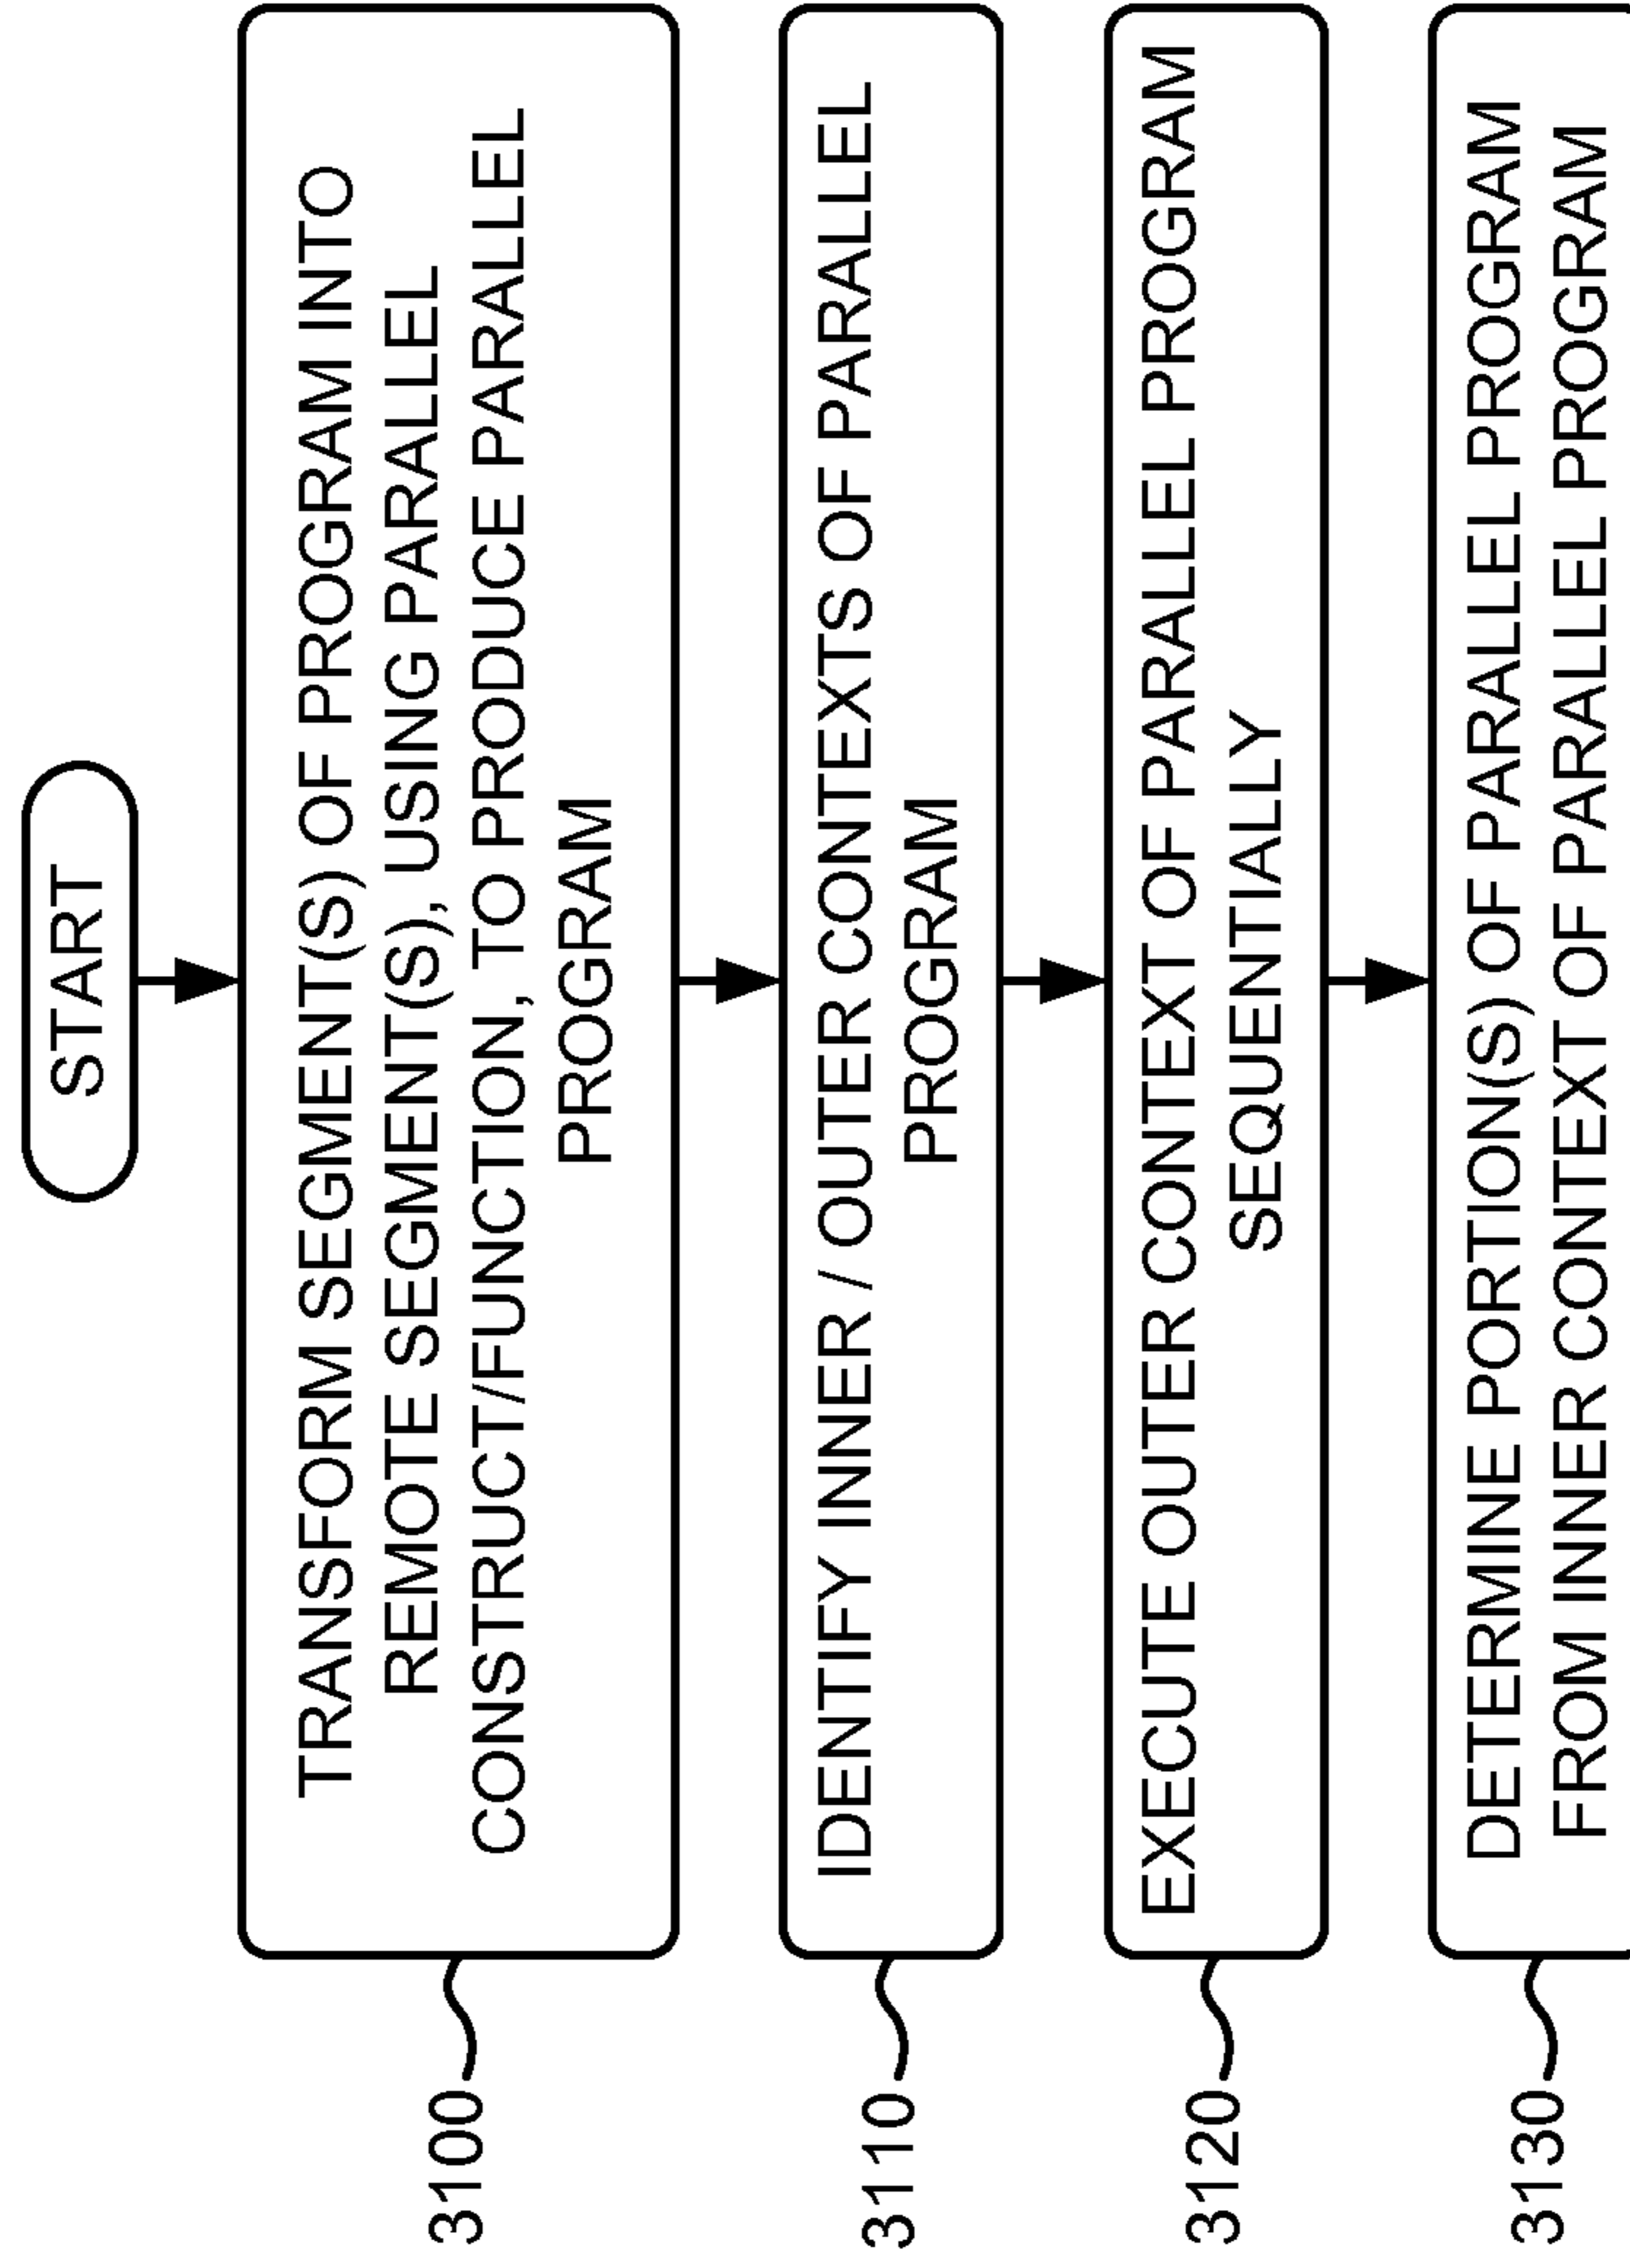 START
TRANSFORM SEGMENT(S) OF PROGRAM INTO
REMOTE SEGMENT(S), USING PARALLEL
CONSTRUCT/FUNCTION, TO PRODUCE PARALLEL
PROGRAM
3100
IDENTIFY INNER / OUTER CONTEXTS OF PARALLEL
PROGRAM
3110
EXECUTE OUTER CONTEXT OF PARALLEL PROGRAM
SEQUENTIALLY
3120
DETERMINE PORTION(S) OF PARALLEL PROGRAM
FROM INNER CONTEXT OF PARALLEL PROGRAM
3130